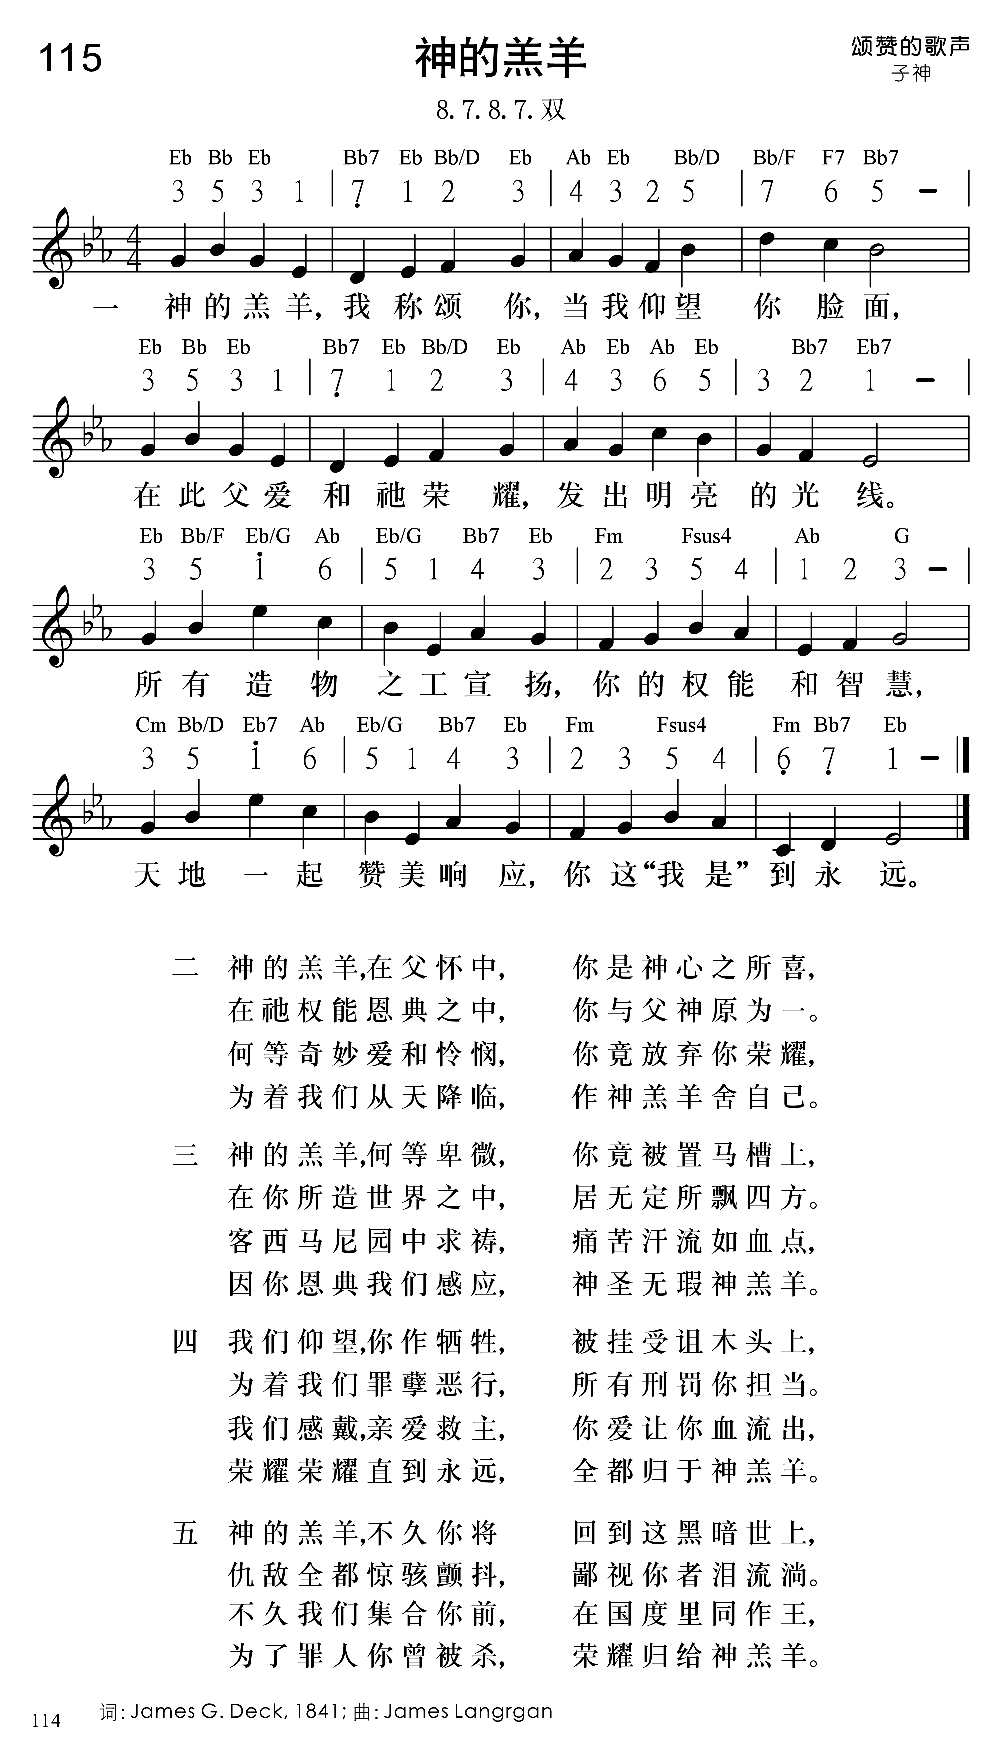 115
神的羔羊
颂赞的歌声
子神
8. 7. 8. 7. 双
Eb Bb Eb Bb7 Eb Bb/D Eb Ab Eb Bb/D Bb/F F7 Bb7
3 5 3 1 | 7 1 2 3 | 4 3 2 5 | 7 6 5 – |
4
4
一 神的羔羊,我称颂 你,当我仰望 你 脸面,
Eb Bb Eb Bb7 Eb Bb/D Eb Ab Eb Ab Eb Bb7 Eb7
3 5 3 1 | 7 1 2 3 | 4 3 6 5 | 3 2 1 – |
在此父爱 和祂荣 耀,发出明亮 的光 线。
Eb Bb/F Eb/G Ab Eb/G Bb7 Eb Fm Fsus4 Ab G
3 5 1 6 | 5 1 4 3 | 2 3 5 4 | 1 2 3 – |
所有 造 物 之工宣 扬,你的权能 和智慧,
Cm Bb/D Eb7 Ab Eb/G Bb7 Eb Fm Fsus4 Fm Bb7 Eb
3 5 1 6 | 5 1 4 3 | 2 3 5 4 | 6 7 1 – ‖
天地 一 起 赞美响 应,你这“我是”到永 远。
二 神的羔羊,在父怀中, 你是神心之所喜,
在祂权能恩典之中, 你与父神原为一。
何等奇妙爱和怜悯, 你竟放弃你荣耀,
为着我们从天降临, 作神羔羊舍自己。
三 神的羔羊,何等卑微, 你竟被置马槽上,
在你所造世界之中, 居无定所飘四方。
客西马尼园中求祷, 痛苦汗流如血点,
因你恩典我们感应, 神圣无瑕神羔羊。
四 我们仰望,你作牺牲, 被挂受诅木头上,
为着我们罪孽恶行, 所有刑罚你担当。
我们感戴,亲爱救主, 你爱让你血流出,
荣耀荣耀直到永远, 全都归于神羔羊。
五 神的羔羊,不久你将 回到这黑暗世上,
仇敌全都惊骇颤抖, 鄙视你者泪流淌。
不久我们集合你前, 在国度里同作王,
为了罪人你曾被杀, 荣耀归给神羔羊。
词: James G. Deck, 1841; 曲: James Langrgan
114